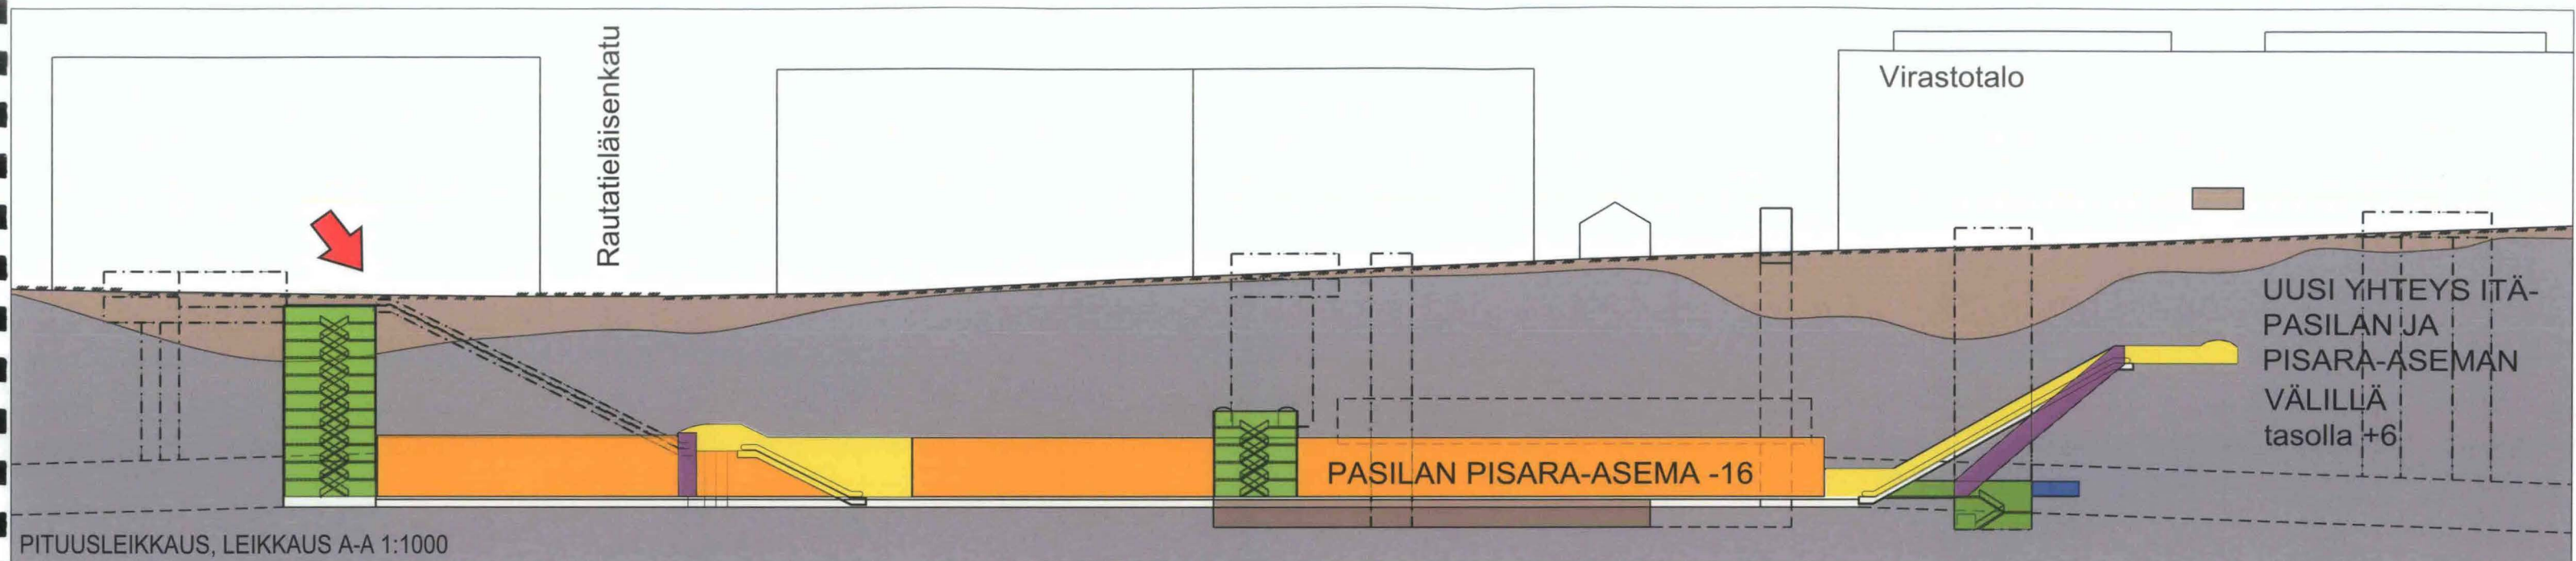 Rautatieläisenkatu
Virastotalo
UUSI YHTEYS ITÄ-
PASILAN JA
PISARA-ASEMAN
VÄLILLÄ
tasolla +6
PASILAN PISARA-ASEMA -16
PITUUSLEIKKAUS, LEIKKAUS A-A 1:1000